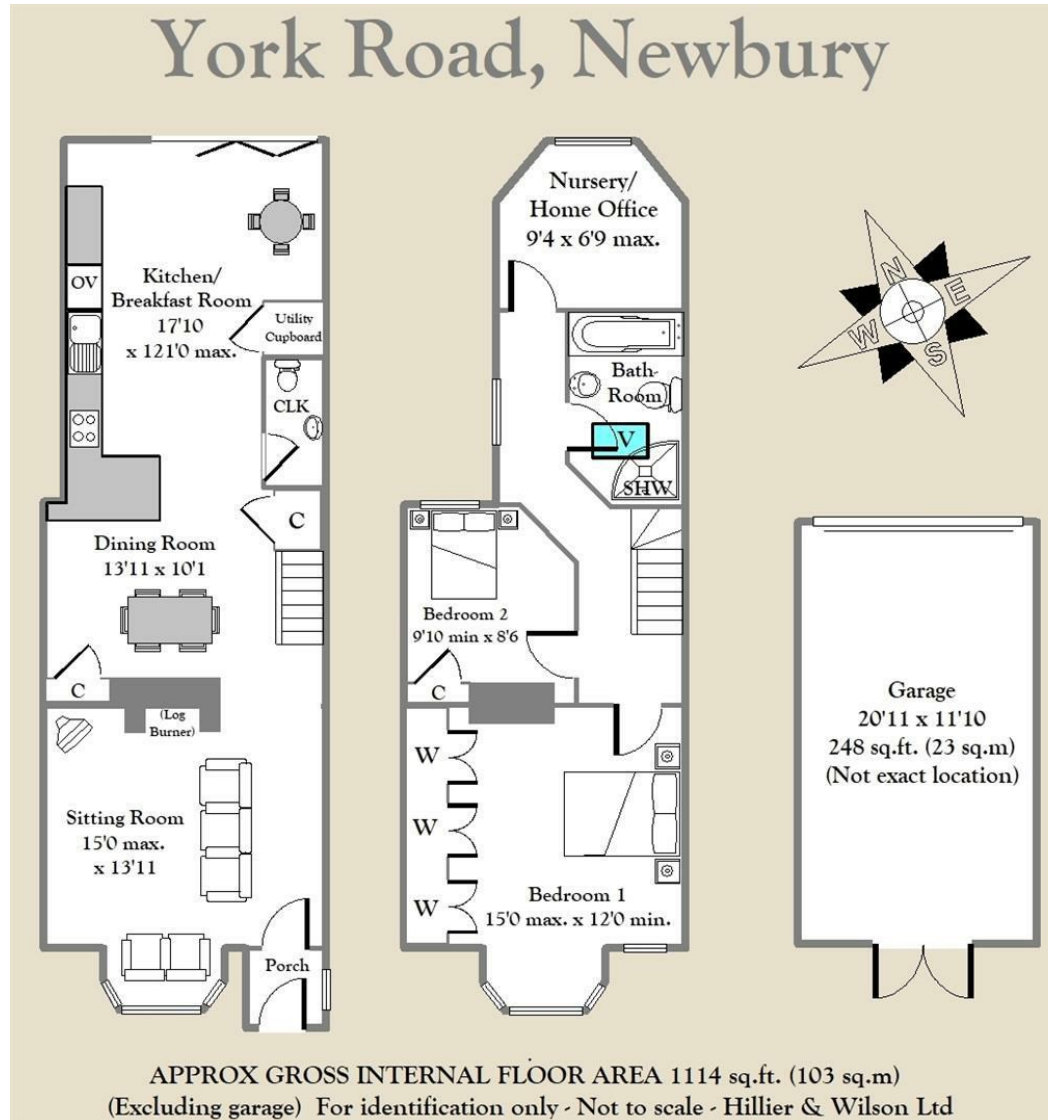 York Road, Newbury
Kitchen/
Breakfast Room
17'10
x 121'0 max.
OV
Utility
Cupboard
CLK
C
Dining Room
13'11 x 10'1
C
(Log
Burner)
Sitting Room
15'0 max.
x 13'11
Porch
Nursery/
Home Office
9'4 x 6'9 max.
Bath-
Room
V
SHW
Bedroom 2
9'10 min x 8'6
C
W
W
W
Bedroom 1
15'0 max. x 12'0 min.
N
E
S
W
Garage
20'11 x 11'10
248 sq.ft. (23 sq.m)
(Not exact location)
APPROX GROSS INTERNAL FLOOR AREA 1114 sq.ft. (103 sq.m)
(Excluding garage) For identification only - Not to scale - Hillier & Wilson Ltd